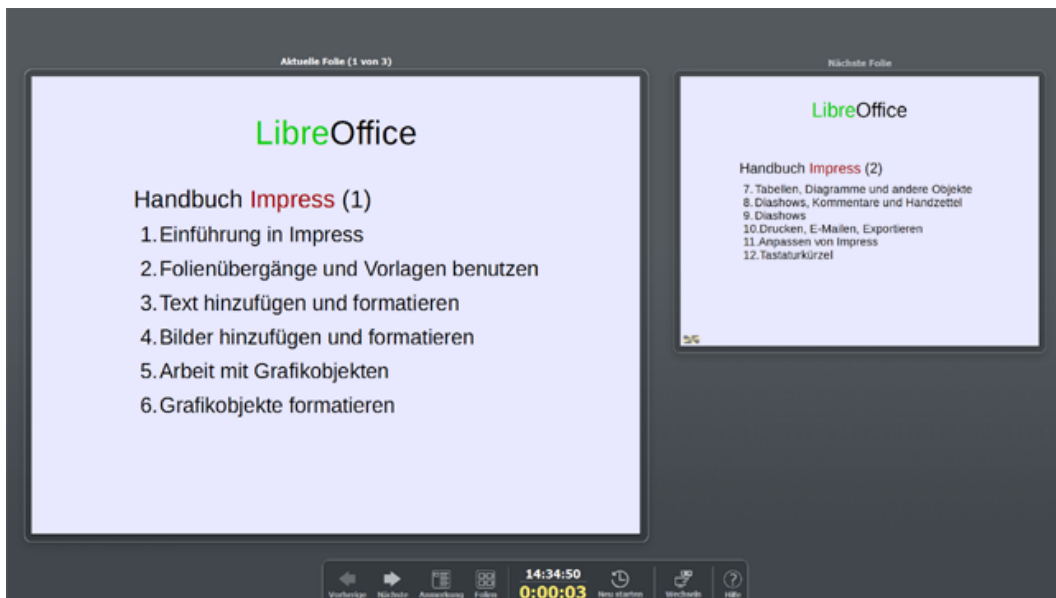 Aktuelle Folie (1 von 3)
LibreOffice
Handbuch Impress (1)
1. Einführung in Impress
2. Folienübergänge und Vorlagen benutzen
3. Text hinzufügen und formatieren
4. Bilder hinzufügen und formatieren
5. Arbeit mit Grafikobjekten
6. Grafikobjekte formatieren
Nächste Folie
LibreOffice
Handbuch Impress (2)
7. Tabellen, Diagramme und andere Objekte
8. Diashows, Kommentare und Handzettel
9. Diashows
10.Drucken, E-Mailen, Exportieren
11.Anpassen von Impress
12.Tastaturkürzel
14:34:50
0:00:03
Vorherige Nächste Anmerkung Folien Neu starten Wechseln Hilfe